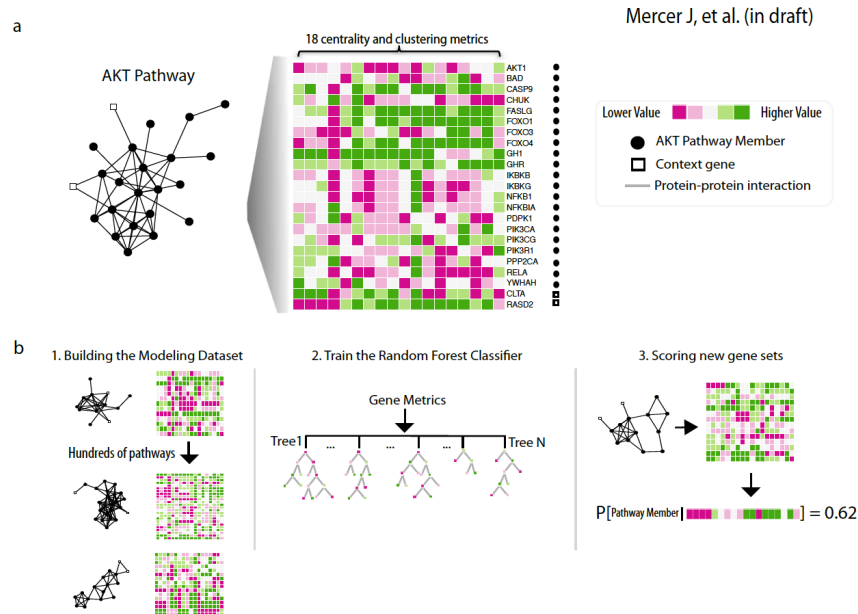 Mercer J, et al. (in draft)
a
18 centrality and clustering metrics
AKT Pathway
AKT1
BAD
CASP9
CHUK
FASLG
FOXO1
FOXO3
FOXO4
GH1
GHR
IKBKB
IKBKG
NFKB1
NFKBIA
PDPK1
PIK3CA
PIK3CG
PIK3R1
PPP2CA
RELA
YWHAH
CLTA
RASD2
Lower Value Higher Value
AKT Pathway Member
Context gene
Protein-protein interaction
b
1. Building the Modeling Dataset
Hundreds of pathways
2. Train the Random Forest Classifier
Gene Metrics
Tree1 ... ... ... Tree N
3. Scoring new gene sets
P[Pathway Member| ] = 0.62